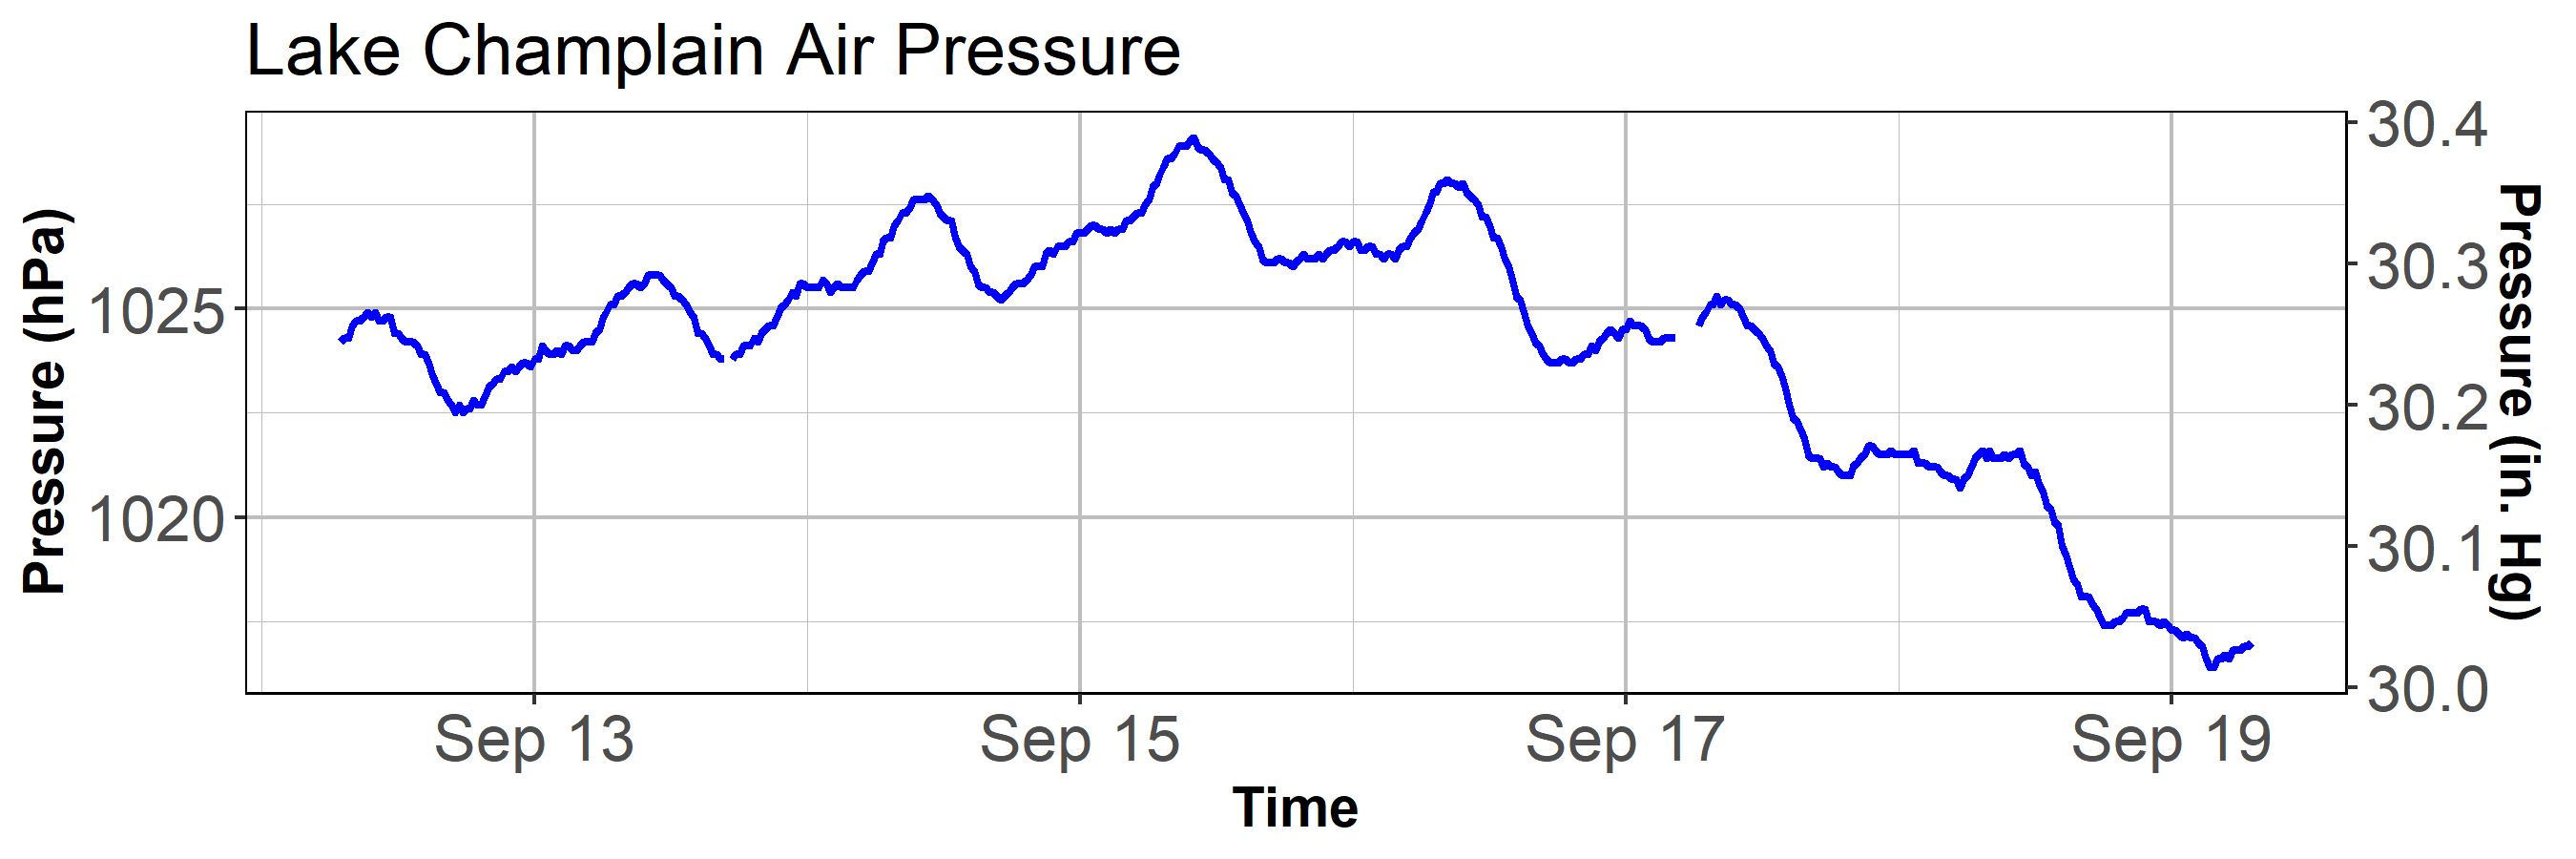 Lake Champlain Air Pressure
Pressure (hPa)
1025
1020
30.4
30.3
30.2
30.1
30.0
Pressure (in. Hg)
Sep 13
Sep 15
Sep 17
Sep 19
Time